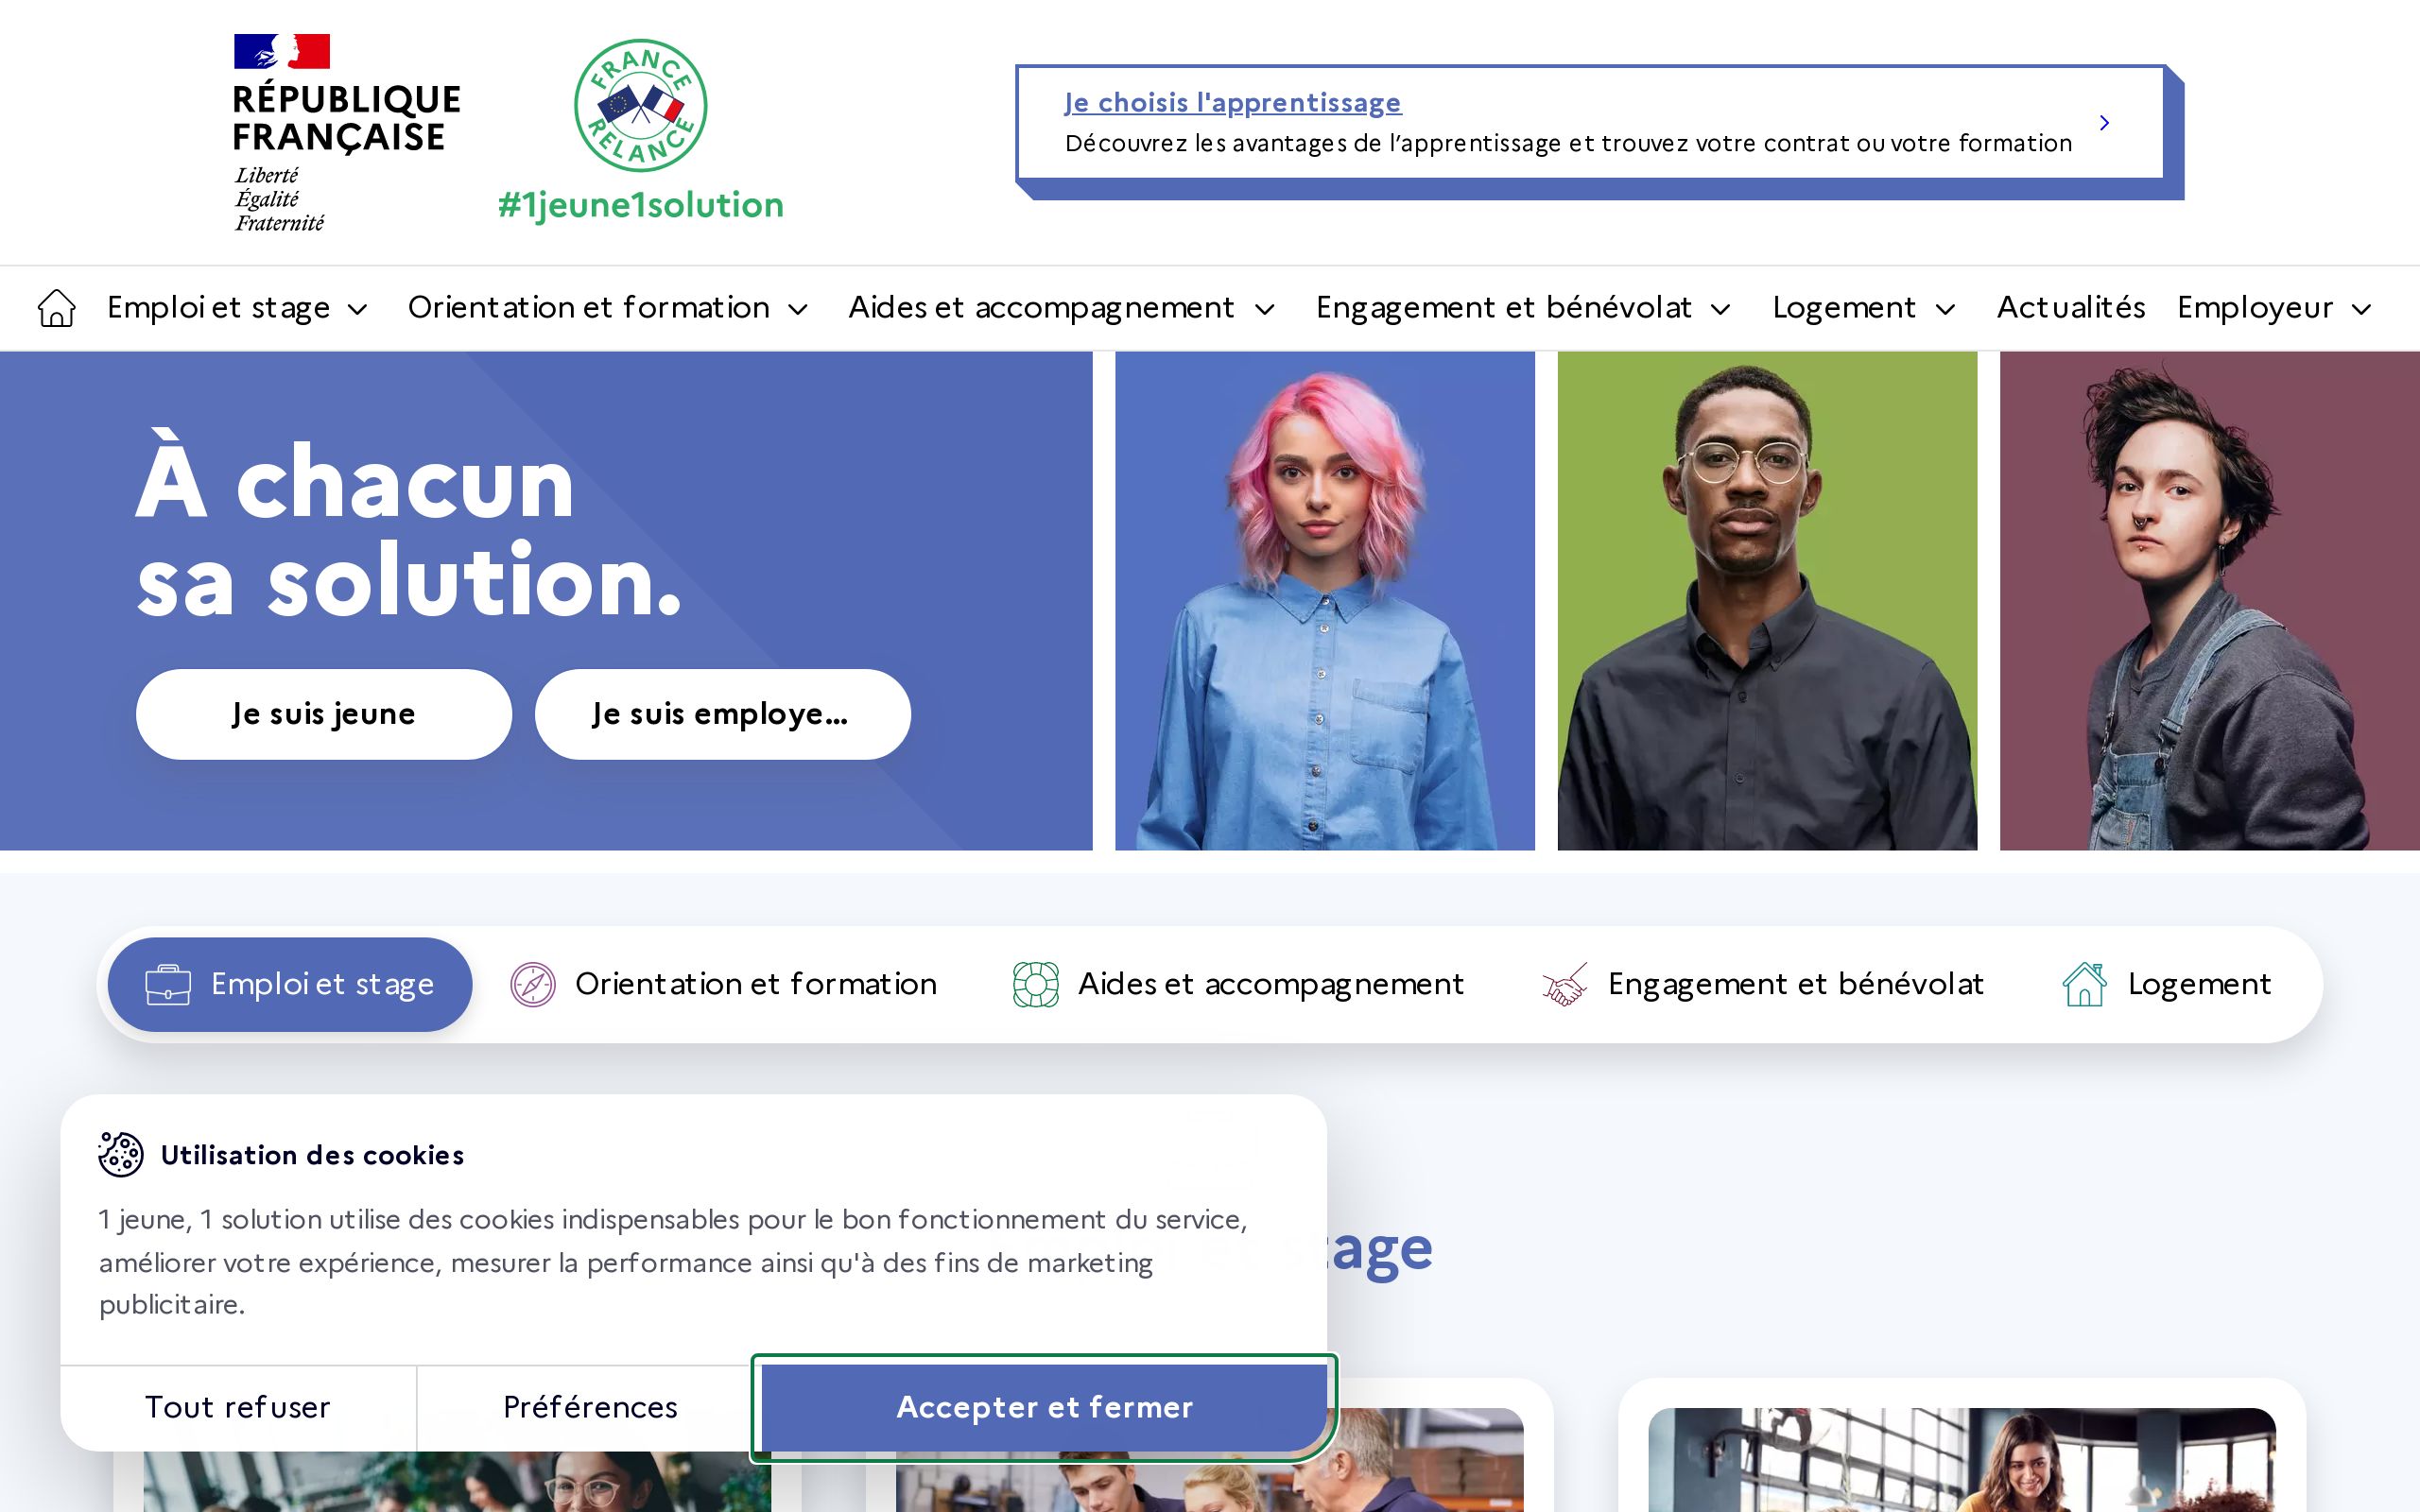 RÉPUBLIQUE
FRANÇAISE
Liberté
Égalité
Fraternité
FRANCE
RELANCE
#1jeune1solution
Je choisis l'apprentissage
Découvrez les avantages de l’apprentissage et trouvez votre contrat ou votre formation
Emploi et stage
Orientation et formation
Aides et accompagnement
Engagement et bénévolat
Logement
Actualités
Employeur
À chacun
sa solution.
Je suis jeune
Je suis employe...
Emploi et stage
Orientation et formation
Aides et accompagnement
Engagement et bénévolat
Logement
Utilisation des cookies
1 jeune, 1 solution utilise des cookies indispensables pour le bon fonctionnement du service,
améliorer votre expérience, mesurer la performance ainsi qu'à des fins de marketing
publicitaire.
tage
Tout refuser
Préférences
Accepter et fermer